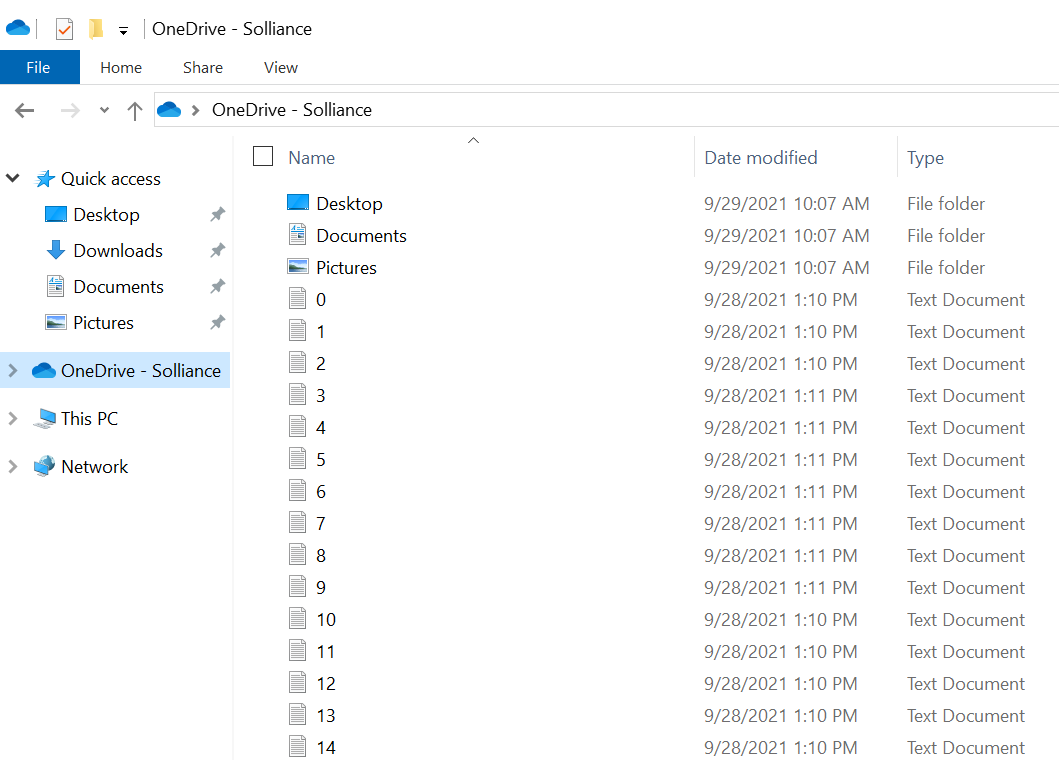 OneDrive - Solliance
File Home Share View
OneDrive - Solliance
Quick access
Desktop
Downloads
Documents
Pictures
OneDrive - Solliance
This PC
Network
Name Date modified Type
Desktop 9/29/2021 10:07 AM File folder
Documents 9/29/2021 10:07 AM File folder
Pictures 9/29/2021 10:07 AM File folder
0 9/28/2021 1:10 PM Text Document
1 9/28/2021 1:10 PM Text Document
2 9/28/2021 1:10 PM Text Document
3 9/28/2021 1:11 PM Text Document
4 9/28/2021 1:11 PM Text Document
5 9/28/2021 1:11 PM Text Document
6 9/28/2021 1:11 PM Text Document
7 9/28/2021 1:11 PM Text Document
8 9/28/2021 1:11 PM Text Document
9 9/28/2021 1:11 PM Text Document
10 9/28/2021 1:10 PM Text Document
11 9/28/2021 1:10 PM Text Document
12 9/28/2021 1:10 PM Text Document
13 9/28/2021 1:10 PM Text Document
14 9/28/2021 1:10 PM Text Document